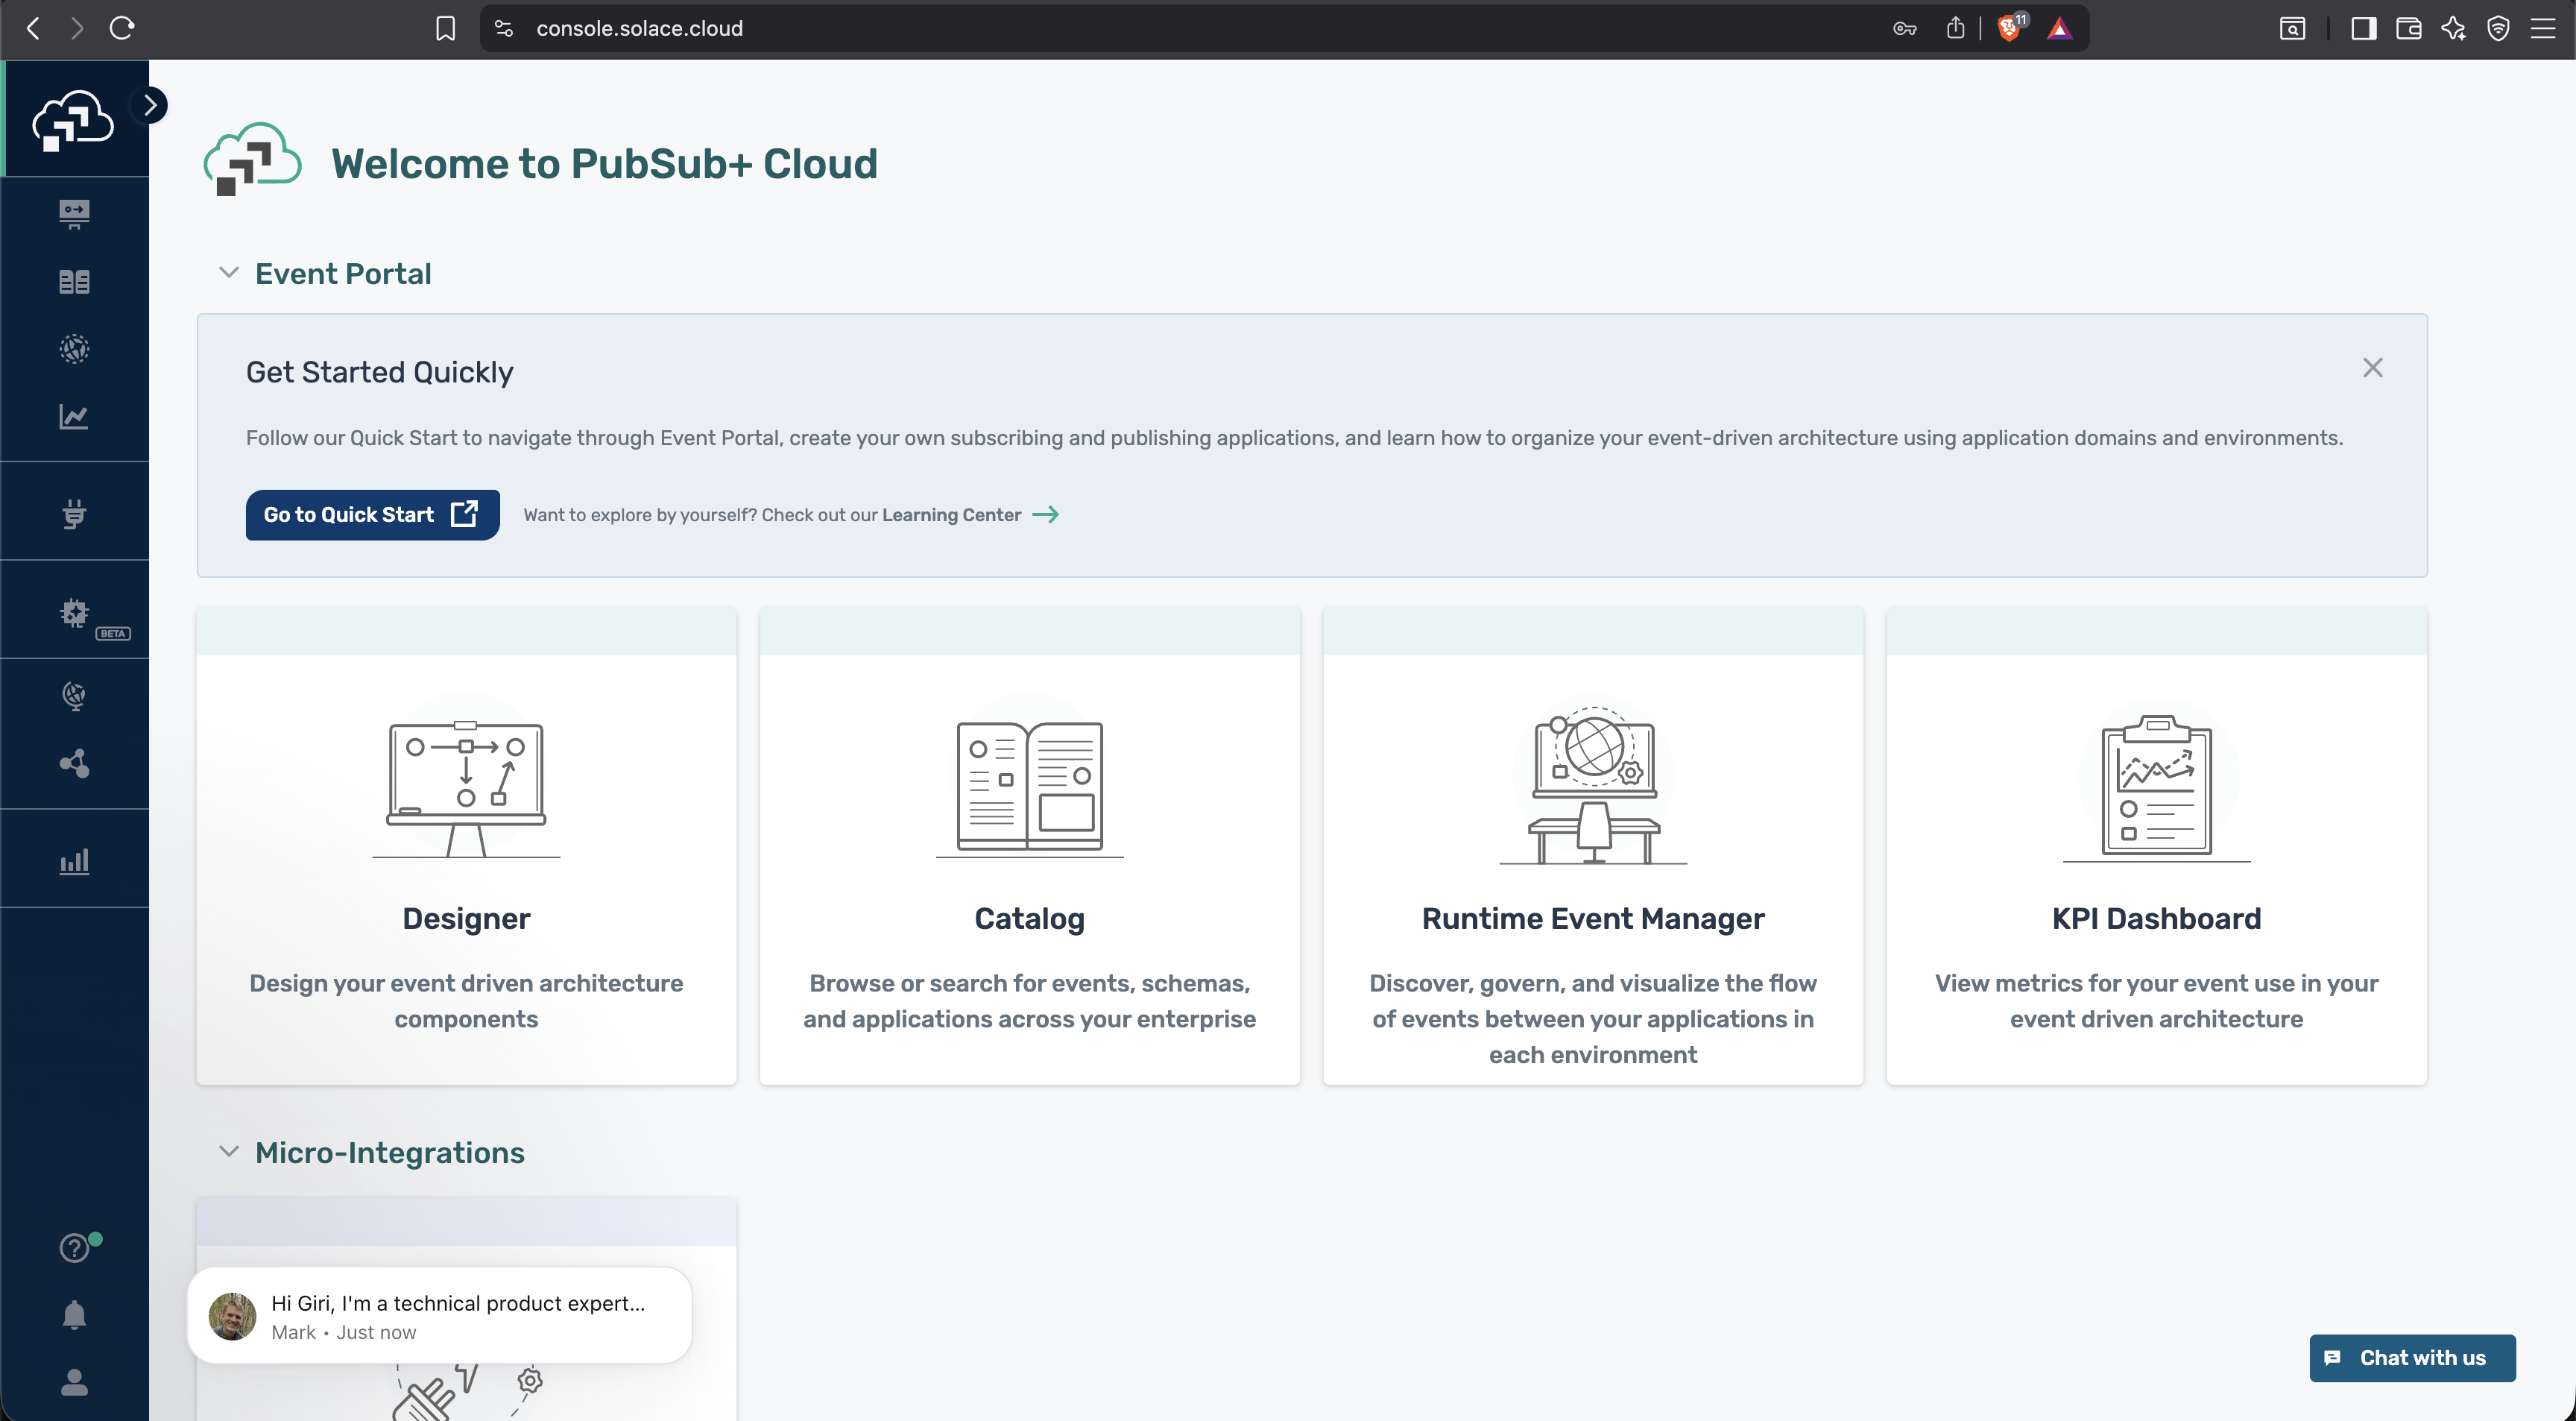 console.solace.cloud
11
Welcome to PubSub+ Cloud
Event Portal
Get Started Quickly
Follow our Quick Start to navigate through Event Portal, create your own subscribing and publishing applications, and learn how to organize your event-driven architecture using application domains and environments.
Go to Quick Start
Want to explore by yourself? Check out our Learning Center
BETA
Designer
Design your event driven architecture
components
Catalog
Browse or search for events, schemas,
and applications across your enterprise
Runtime Event Manager
Discover, govern, and visualize the flow
of events between your applications in
each environment
KPI Dashboard
View metrics for your event use in your
event driven architecture
Micro-Integrations
Hi Giri, I'm a technical product expert...
Mark • Just now
Chat with us